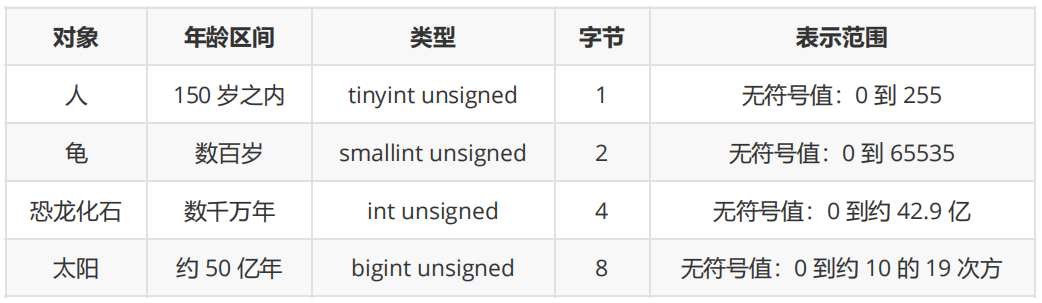 对象 年龄区间 类型 字节 表示范围
人 150 岁之内 tinyint unsigned 1 无符号值：0 到 255
龟 数百岁 smallint unsigned 2 无符号值：0 到 65535
恐龙化石 数千万年 int unsigned 4 无符号值：0 到约 42.9 亿
太阳 约 50 亿年 bigint unsigned 8 无符号值：0 到约 10 的 19 次方